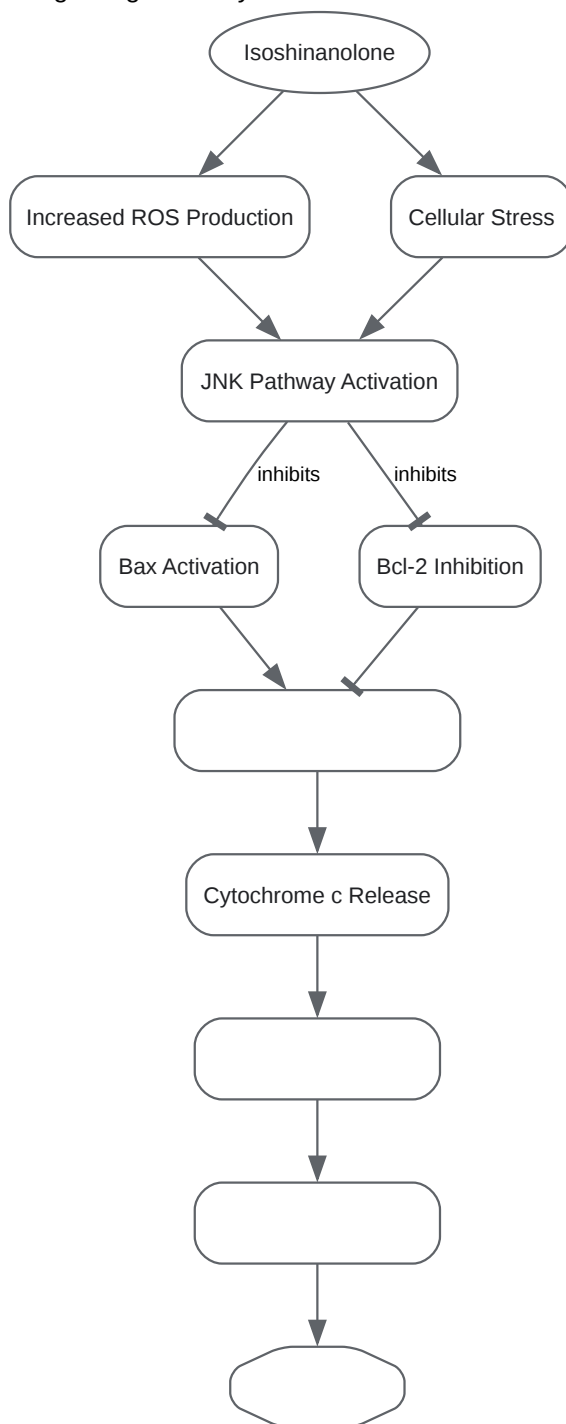 Isoshinanolone
Increased ROS Production
Cellular Stress
JNK Pathway Activation
inhibits
inhibits
Bax Activation
Bcl-2 Inhibition
Cytochrome c Release